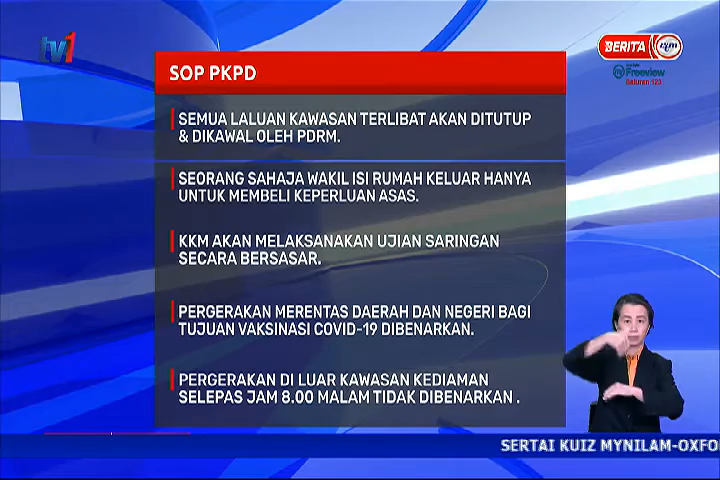 tv1
BERITA rtm
Freeview
Saluran 123
SOP PKPD
SEMUA LALUAN KAWASAN TERLIBAT AKAN DITUTUP
& DIKAWAL OLEH PDRM.
SEORANG SAHAJA WAKIL ISI RUMAH KELUAR HANYA
UNTUK MEMBELI KEPERLUAN ASAS.
KKM AKAN MELAKSANAKAN UJIAN SARINGAN
SECARA BERSASAR.
PERGERAKAN MERENTAS DAERAH DAN NEGERI BAGI
TUJUAN VAKSINASI COVID-19 DIBENARKAN.
PERGERAKAN DI LUAR KAWASAN KEDIAMAN
SELEPAS JAM 8.00 MALAM TIDAK DIBENARKAN .
SERTAI KUIZ MYNILAM-OXFO